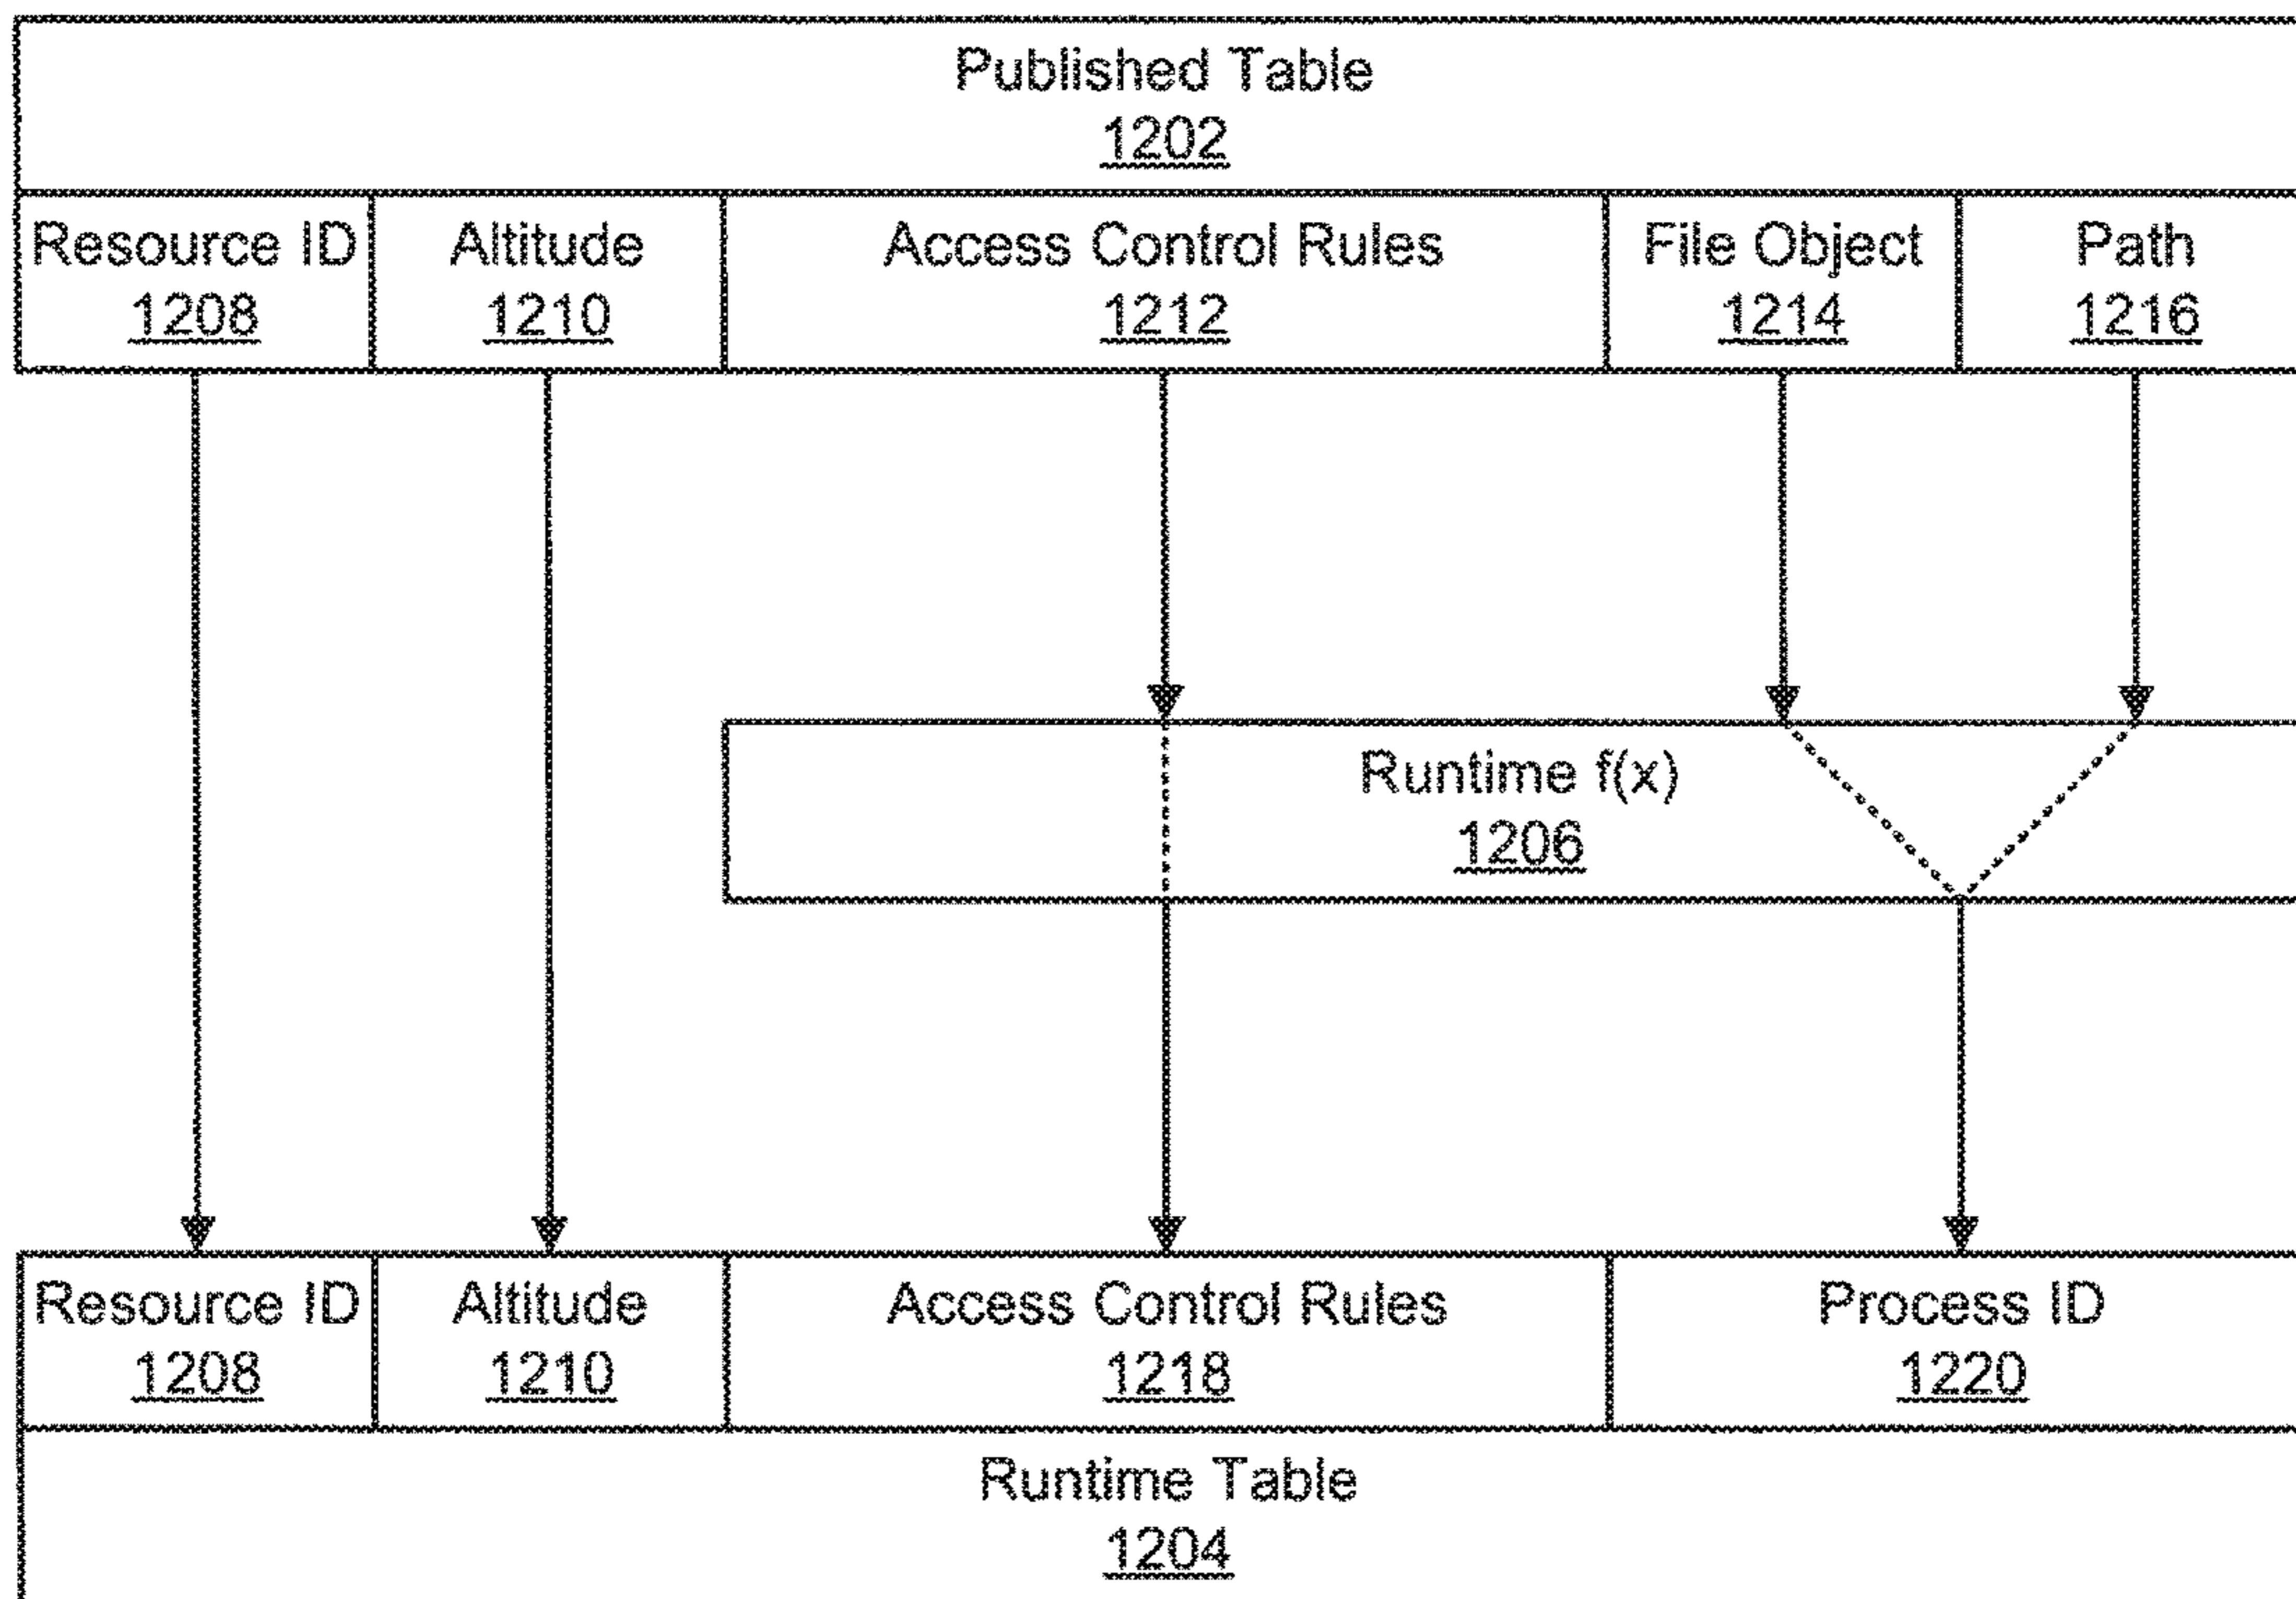 Published Table
1202
Resource ID Altitude Access Control Rules File Object Path
1208 1210 1212 1214 1216
Runtime f(x)
1206
Resource ID Altitude Access Control Rules Process ID
1208 1210 1218 1220
Runtime Table
1204